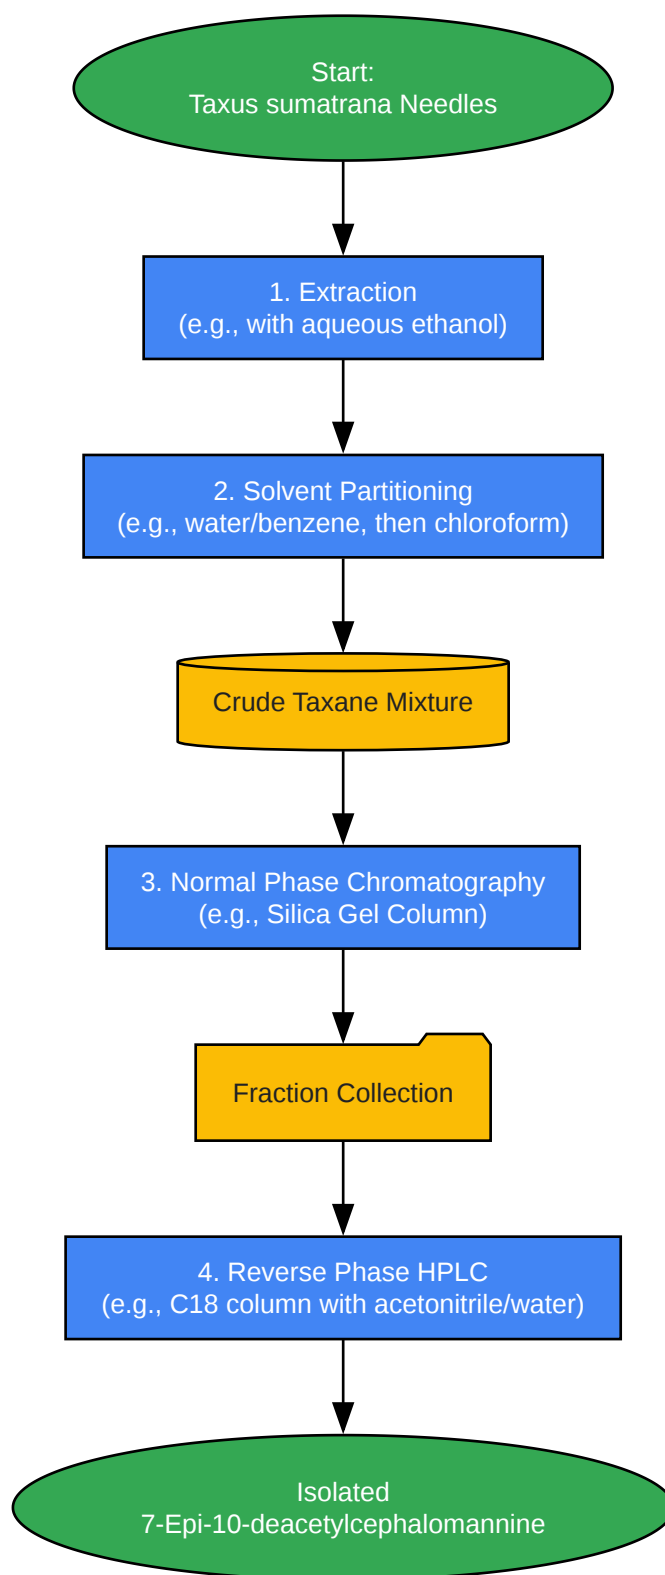 Start:
Taxus sumatrana Needles
1. Extraction
(e.g., with aqueous ethanol)
2. Solvent Partitioning
(e.g., water/benzene, then chloroform)
Crude Taxane Mixture
3. Normal Phase Chromatography
(e.g., Silica Gel Column)
Fraction Collection
4. Reverse Phase HPLC
(e.g., C18 column with acetonitrile/water)
Isolated
7-Epi-10-deacetylcephalomannine